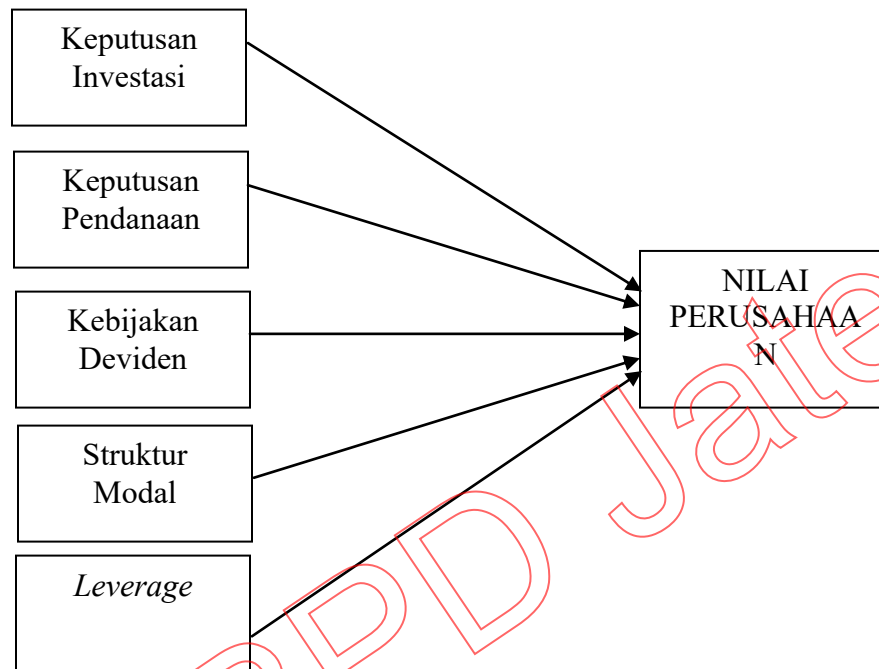 Keputusan
Investasi
Keputusan
Pendanaan
Kebijakan
Deviden
Struktur
Modal
Leverage
NILAI
PERUSAHAA
N